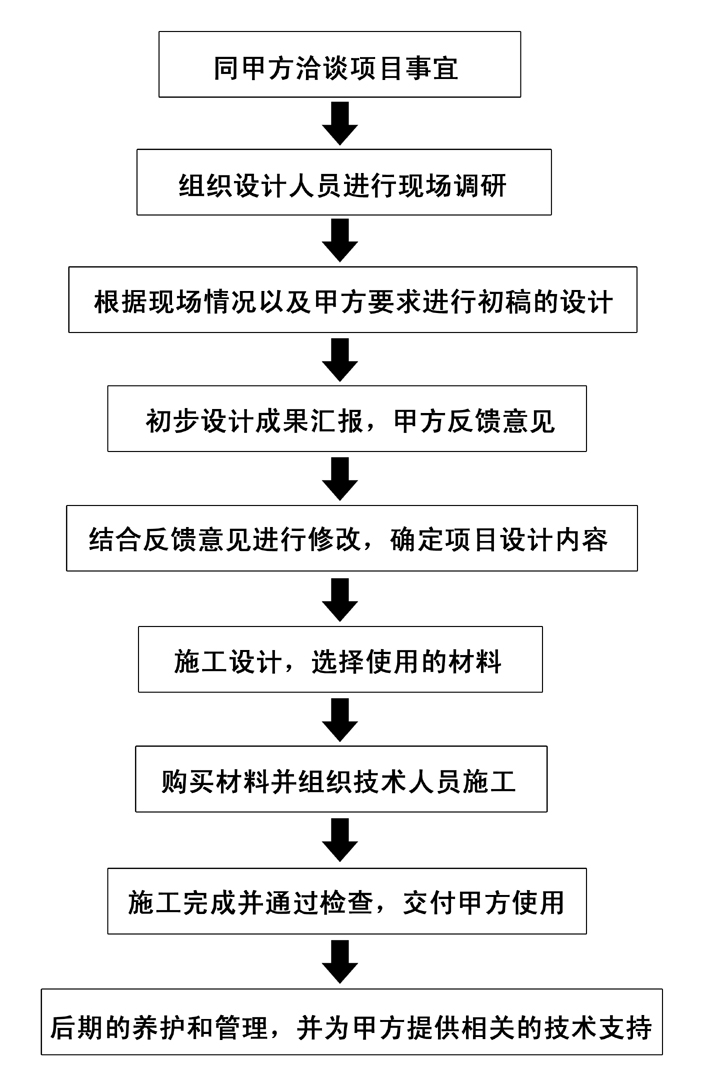 同甲方洽谈项目事宜
组织设计人员进行现场调研
根据现场情况以及甲方要求进行初稿的设计
初步设计成果汇报，甲方反馈意见
结合反馈意见进行修改，确定项目设计内容
施工设计，选择使用的材料
购买材料并组织技术人员施工
施工完成并通过检查，交付甲方使用
后期的养护和管理，并为甲方提供相关的技术支持